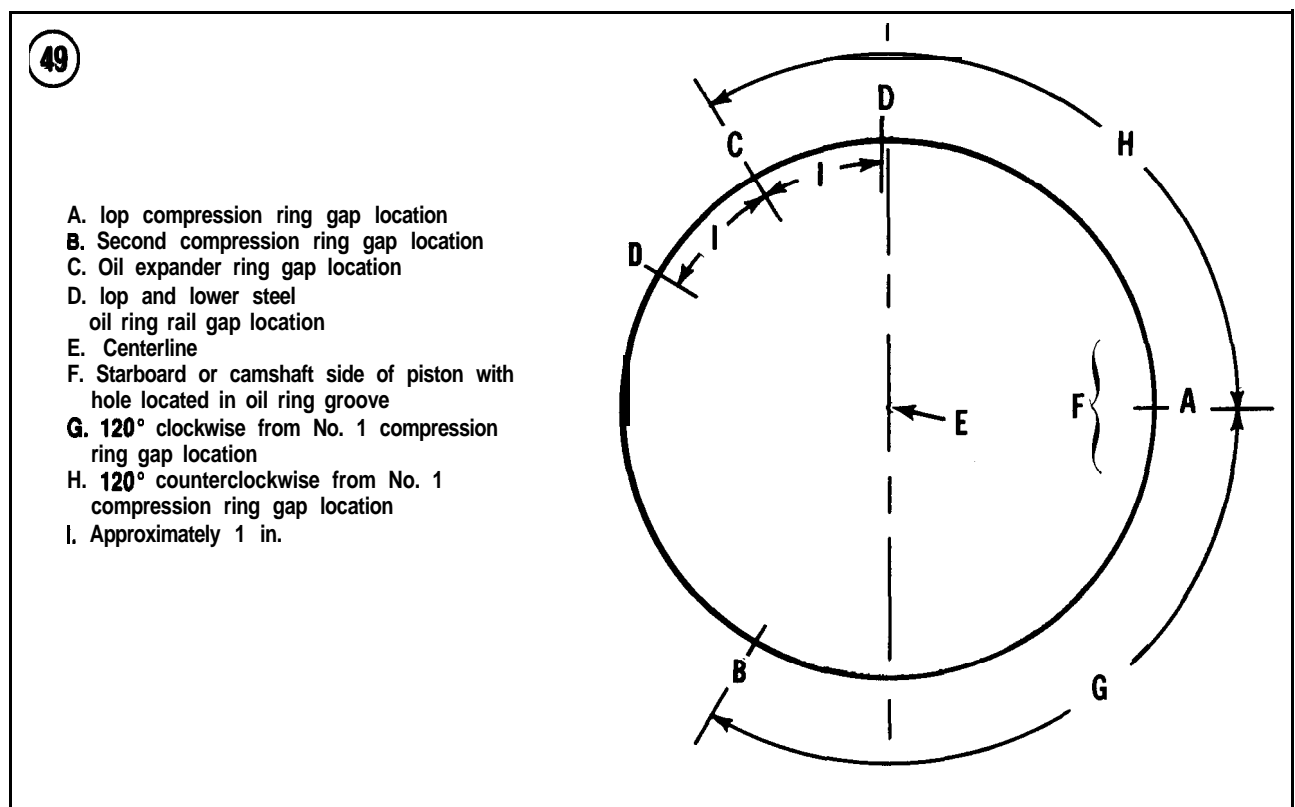 49
A. Iop compression ring gap location
B. Second compression ring gap location
C. Oil expander ring gap location
D. Iop and lower steel
oil ring rail gap location
E. Centerline
F. Starboard or camshaft side of piston with
hole located in oil ring groove
G. 120° clockwise from No. 1 compression
ring gap location
H. 120° counterclockwise from No. 1
compression ring gap location
I. Approximately 1 in.
D
C
H
I
I
D
F
A
E
B
G